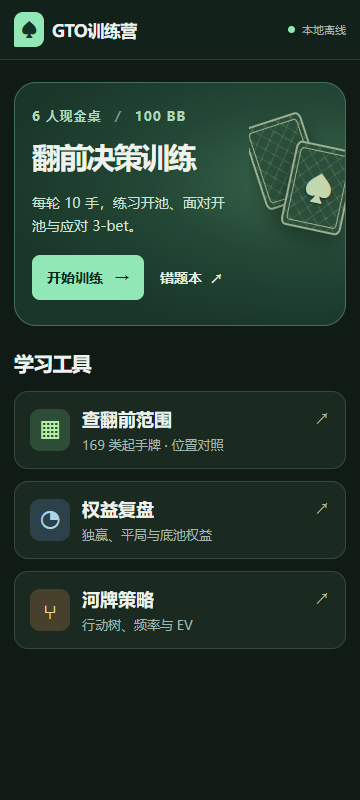 GTO训练营
本地离线
6 人现金桌 / 100 BB
翻前决策训练
每轮 10 手，练习开池、面对开
池与应对 3-bet。
开始训练 →
错题本 ↗
学习工具
查翻前范围 ↗
169 类起手牌 · 位置对照
权益复盘 ↗
独赢、平局与底池权益
河牌策略 ↗
行动树、频率与 EV